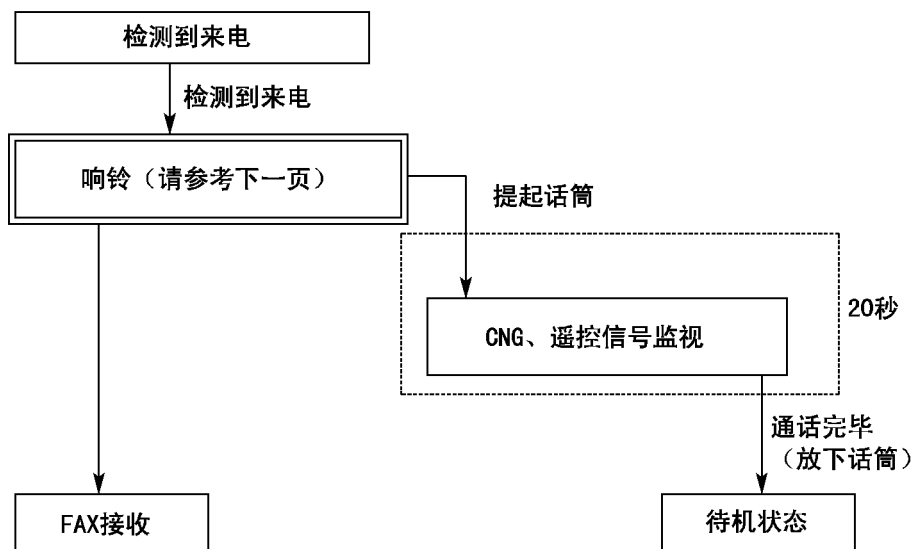 检测到来电
检测到来电
响铃（请参考下一页）
提起话筒
20秒
CNG、遥控信号监视
通话完毕
（放下话筒）
FAX接收
待机状态